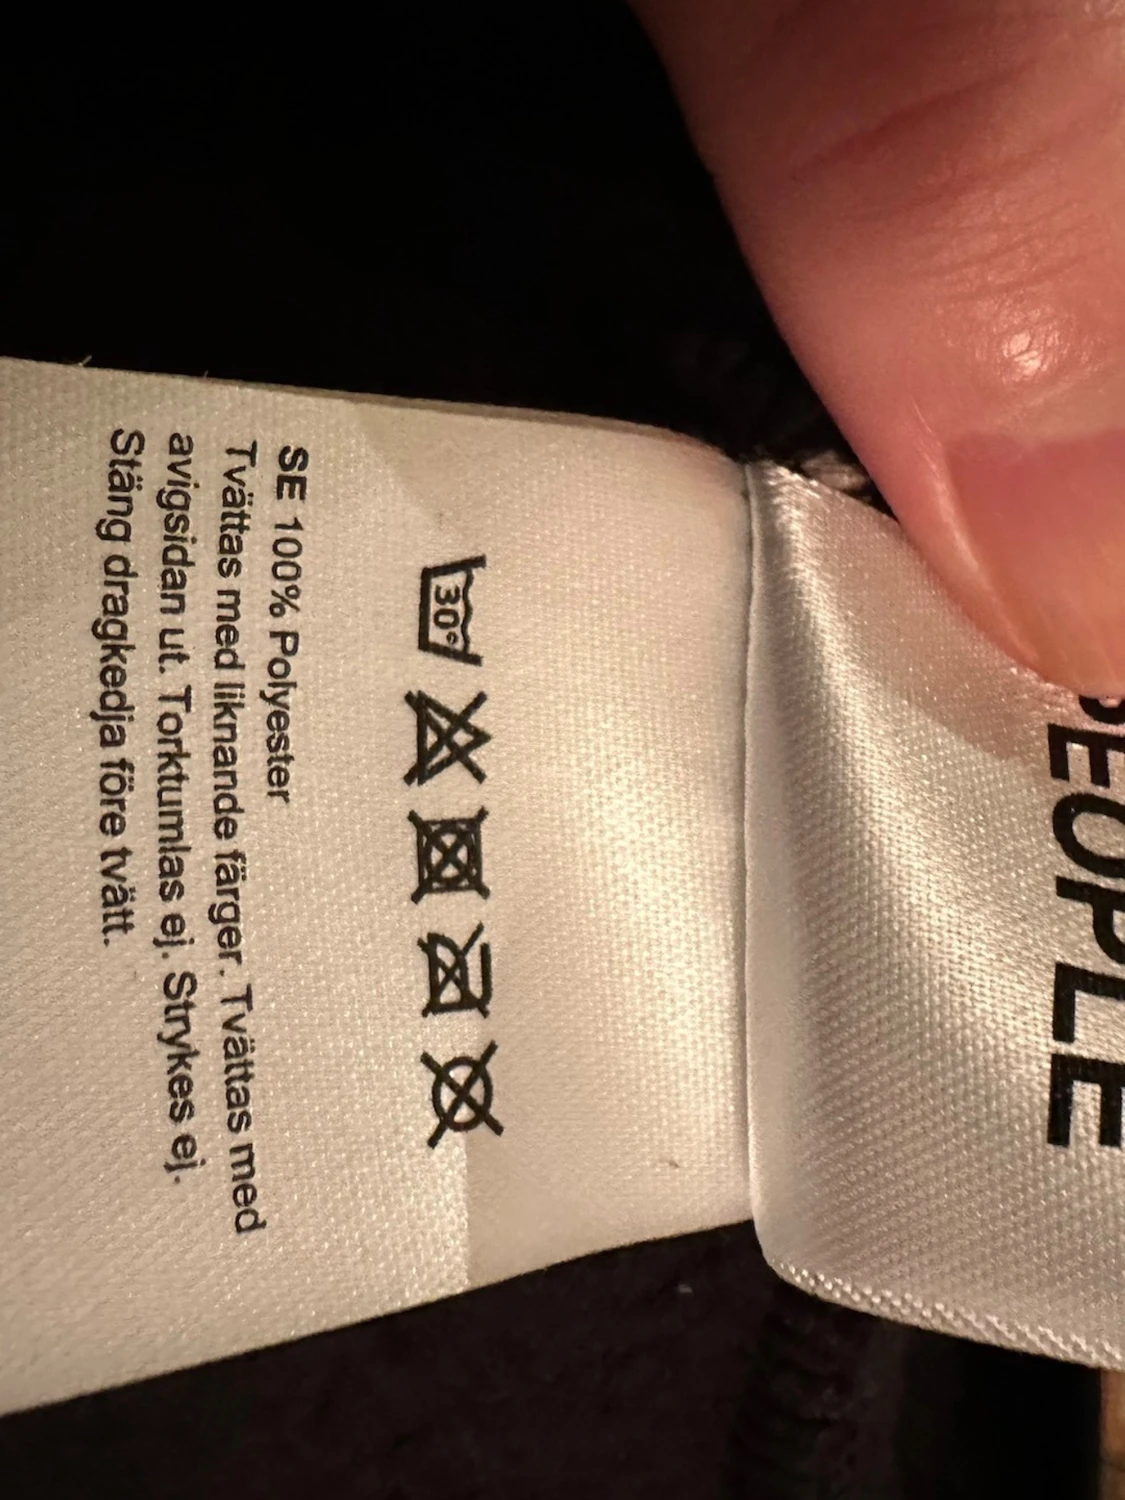 PEOPLE
30°
SE 100% Polyester
Tvättas med liknande färger. Tvättas med
avigsidan ut. Torktumlas ej. Strykes ej.
Stäng dragkedja före tvätt.